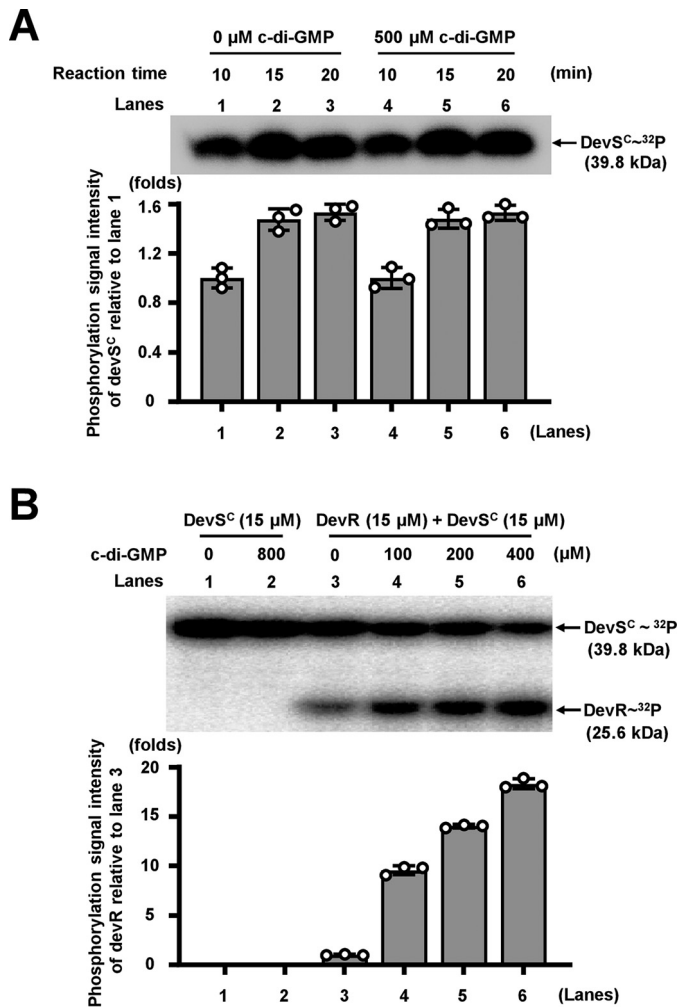 A
0 µM c-di-GMP 500 µM c-di-GMP
Reaction time 10 15 20 10 15 20 (min)
Lanes 1 2 3 4 5 6
DevSᶜ~³²P
(39.8 kDa)
(folds)
Phosphorylation signal intensity
of devSᶜ relative to lane 1
1.6
1.2
0.8
0.4
0
1 2 3 4 5 6 (Lanes)
B
DevSᶜ (15 µM) DevR (15 µM) + DevSᶜ (15 µM)
c-di-GMP 0 800 0 100 200 400 (µM)
Lanes 1 2 3 4 5 6
DevSᶜ ~ ³²P
(39.8 kDa)
DevR~³²P
(25.6 kDa)
(folds)
Phosphorylation signal intensity
of devR relative to lane 3
20
15
10
5
0
1 2 3 4 5 6 (Lanes)